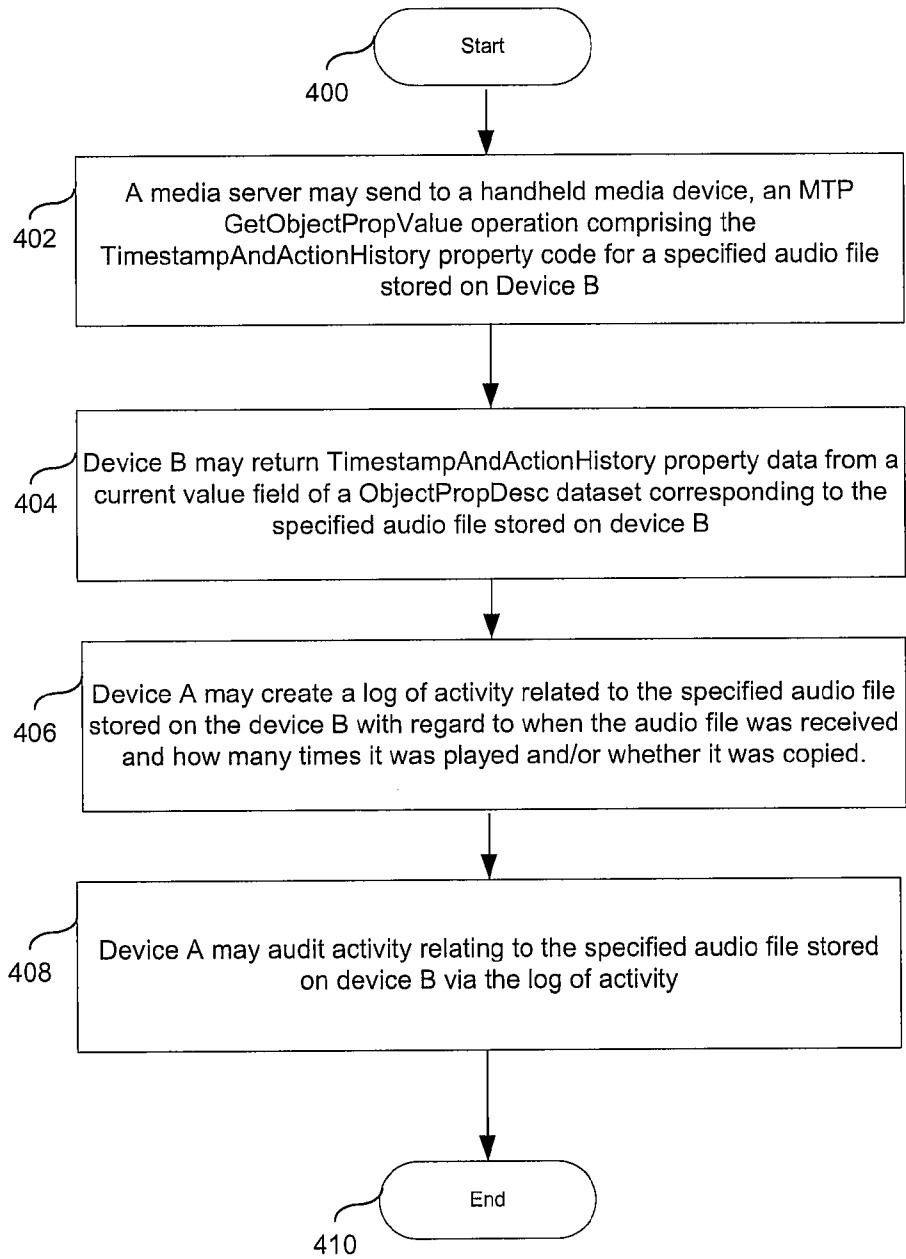 Start
400
A media server may send to a handheld media device, an MTP
GetObjectPropValue operation comprising the
TimestampAndActionHistory property code for a specified audio file
stored on Device B
402
Device B may return TimestampAndActionHistory property data from a
current value field of a ObjectPropDesc dataset corresponding to the
specified audio file stored on device B
404
Device A may create a log of activity related to the specified audio file
stored on the device B with regard to when the audio file was received
and how many times it was played and/or whether it was copied.
406
Device A may audit activity relating to the specified audio file stored
on device B via the log of activity
408
End
410